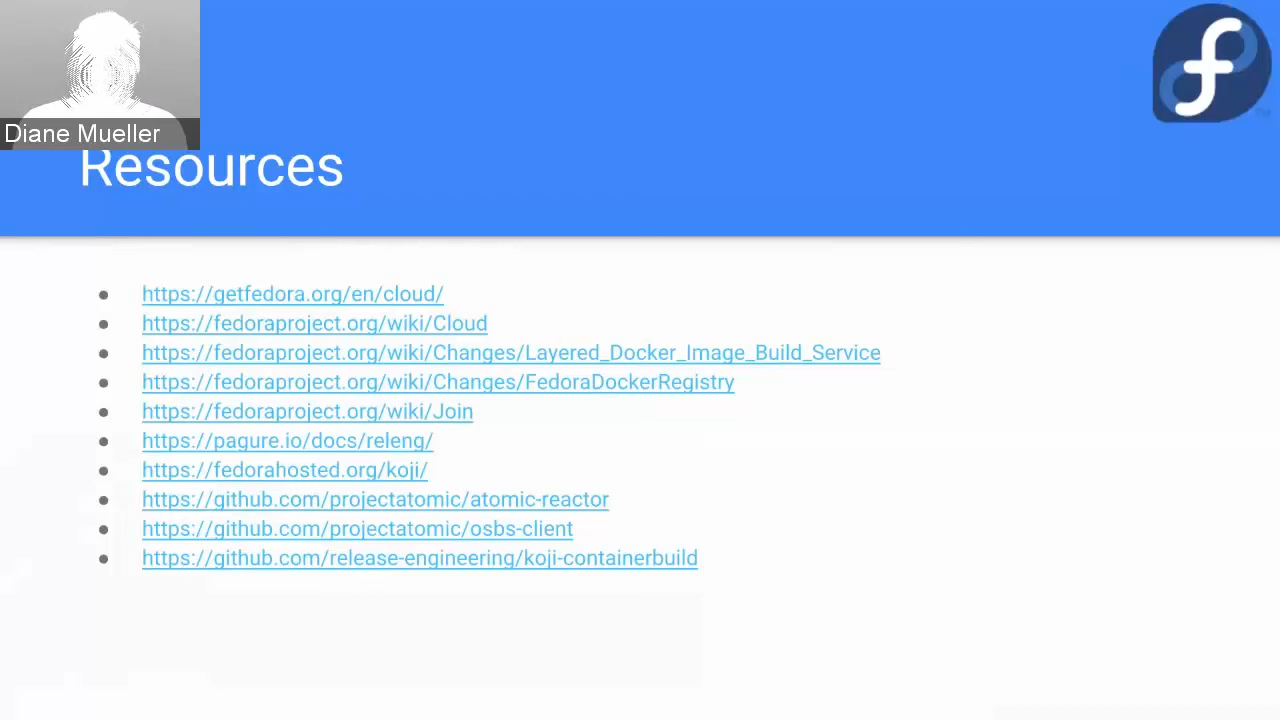 Diane Mueller
Resources
https://getfedora.org/en/cloud/
https://fedoraproject.org/wiki/Cloud
https://fedoraproject.org/wiki/Changes/Layered_Docker_Image_Build_Service
https://fedoraproject.org/wiki/Changes/FedoraDockerRegistry
https://fedoraproject.org/wiki/Join
https://pagure.io/docs/releng/
https://fedorahosted.org/koji/
https://github.com/projectatomic/atomic-reactor
https://github.com/projectatomic/osbs-client
https://github.com/release-engineering/koji-containerbuild